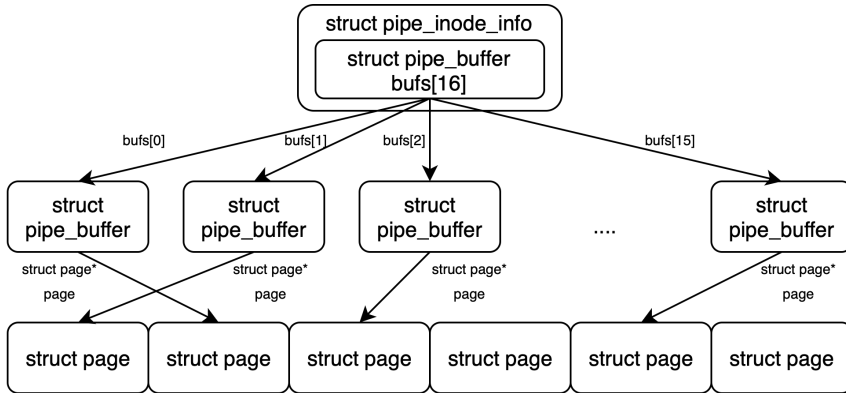 struct pipe_inode_info
struct pipe_buffer
bufs[16]
bufs[0]
bufs[1]
bufs[2]
bufs[15]
struct
pipe_buffer
struct
pipe_buffer
struct
pipe_buffer
....
struct
pipe_buffer
struct page*
page
struct page*
page
struct page*
page
struct page*
page
struct page
struct page
struct page
struct page
struct page
struct page